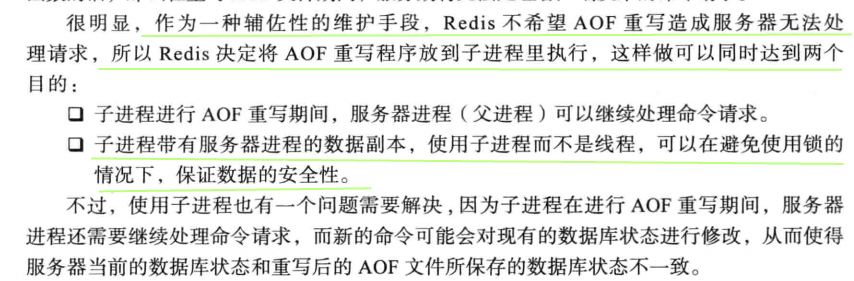 很明显，作为一种辅佐性的维护手段，Redis 不希望 AOF 重写造成服务器无法处
理请求，所以 Redis 决定将 AOF 重写程序放到子进程里执行，这样做可以同时达到两个
目的：
❑ 子进程进行 AOF 重写期间，服务器进程（父进程）可以继续处理命令请求。
❑ 子进程带有服务器进程的数据副本，使用子进程而不是线程，可以在避免使用锁的
情况下，保证数据的安全性。
不过，使用子进程也有一个问题需要解决，因为子进程在进行 AOF 重写期间，服务器
进程还需要继续处理命令请求，而新的命令可能会对现有的数据库状态进行修改，从而使得
服务器当前的数据库状态和重写后的 AOF 文件所保存的数据库状态不一致。